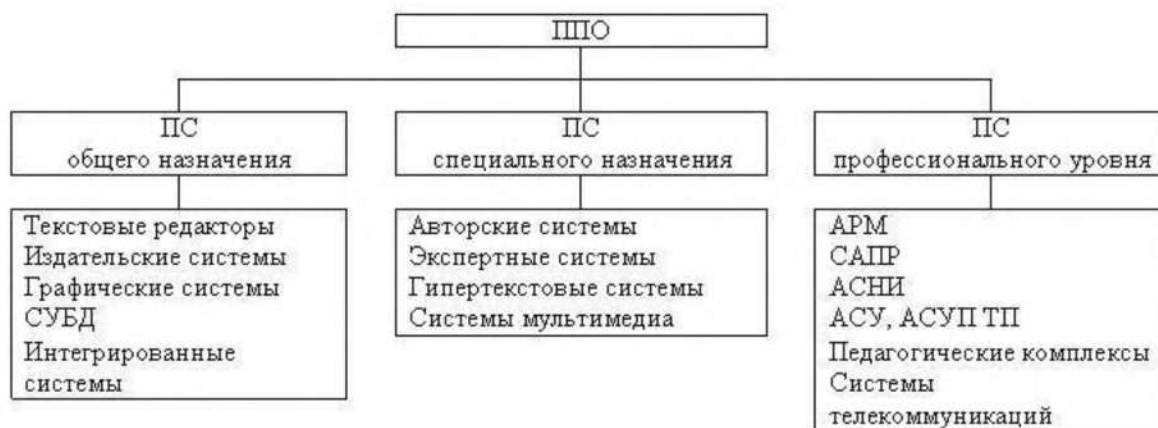 ППО
ПС
общего назначения
ПС
специального назначения
ПС
профессионального уровня
Текстовые редакторы
Издательские системы
Графические системы
СУБД
Интегрированные
системы
Авторские системы
Экспертные системы
Гипертекстовые системы
Системы мультимедиа
АРМ
САПР
АСНИ
АСУ, АСУП ТП
Педагогические комплексы
Системы
телекоммуникаций